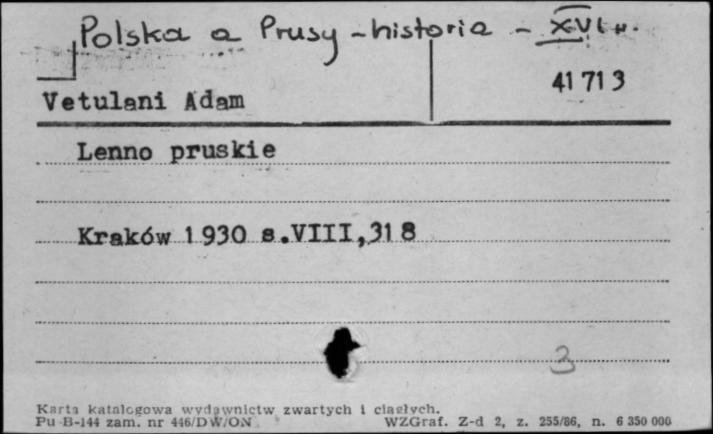 Polska a Prusy - historia - XVI w.
41713
Vetulani Adam
Lenno pruskie
Kraków 1930 s.VIII,318
3
Karta katalogowa wydawnictw zwartych i ciągłych.
Pu-B-144 zam. nr 446/DW/ON WZGraf. Z-d 2, z. 255/86, n. 6 350 000